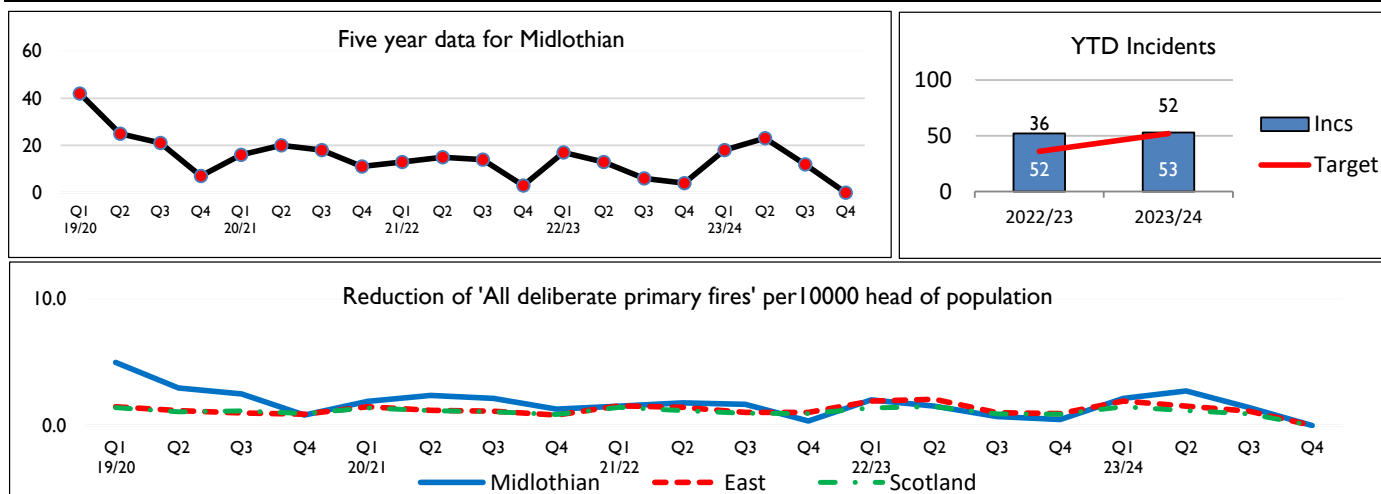 Five year data for Midlothian
60
40
20
0
Q1 Q2 Q3 Q4 Q1 Q2 Q3 Q4 Q1 Q2 Q3 Q4 Q1 Q2 Q3 Q4 Q1 Q2 Q3 Q4
19/20 20/21 21/22 22/23 23/24
YTD Incidents
100
50
0
36 52
52 53
2022/23 2023/24
Incs
Target
Reduction of 'All deliberate primary fires' per10000 head of population
10.0
0.0
Q1 Q2 Q3 Q4 Q1 Q2 Q3 Q4 Q1 Q2 Q3 Q4 Q1 Q2 Q3 Q4 Q1 Q2 Q3 Q4
19/20 20/21 21/22 22/23 23/24
Midlothian East Scotland